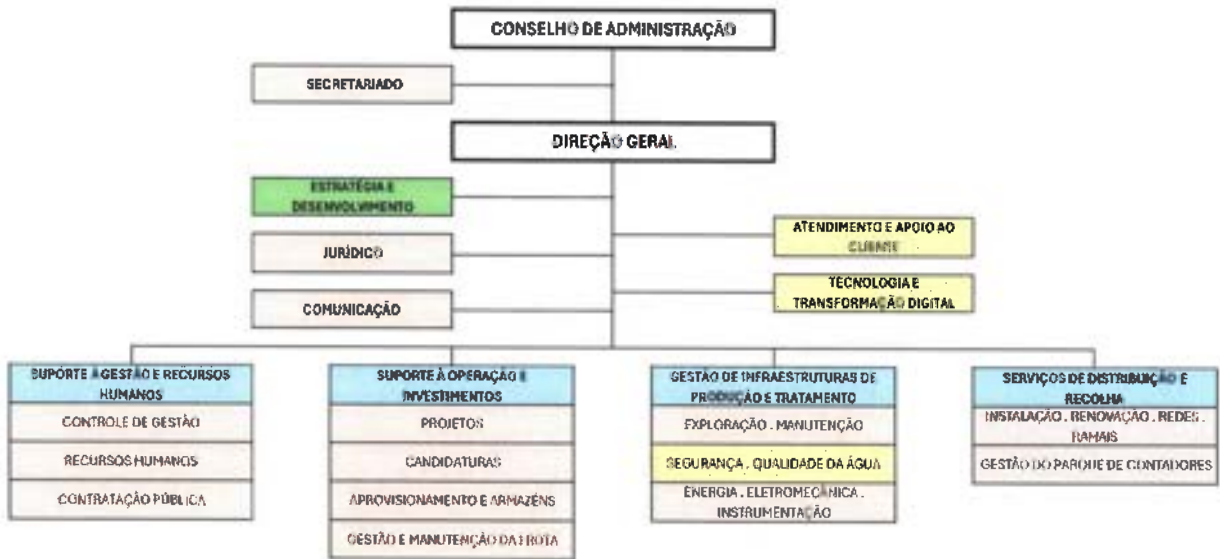 CONSELHO DE ADMINISTRAÇÃO
SECRETARIADO
DIREÇÃO GERAL
ESTRATÉGIA E
DESENVOLVIMENTO
ATENDIMENTO E APOIO AO
CLIENTE
JURÍDICO
TECNOLOGIA E
TRANSFORMAÇÃO DIGITAL
COMUNICAÇÃO
SUPORTE À GESTÃO E RECURSOS
HUMANOS
CONTROLE DE GESTÃO
RECURSOS HUMANOS
CONTRATAÇÃO PÚBLICA
SUPORTE À OPERAÇÃO E
INVESTIMENTOS
PROJETOS
CANDIDATURAS
APROVISIONAMENTO E ARMAZÉNS
GESTÃO E MANUTENÇÃO DA FROTA
GESTÃO DE INFRAESTRUTURAS DE
PRODUÇÃO E TRATAMENTO
EXPLORAÇÃO . MANUTENÇÃO
SEGURANÇA . QUALIDADE DA ÁGUA
ENERGIA . ELETROMECÂNICA .
INSTRUMENTAÇÃO
SERVIÇOS DE DISTRIBUIÇÃO E
RECOLHA
INSTALAÇÃO . RENOVAÇÃO . REDES .
RAMAIS
GESTÃO DO PARQUE DE CONTADORES